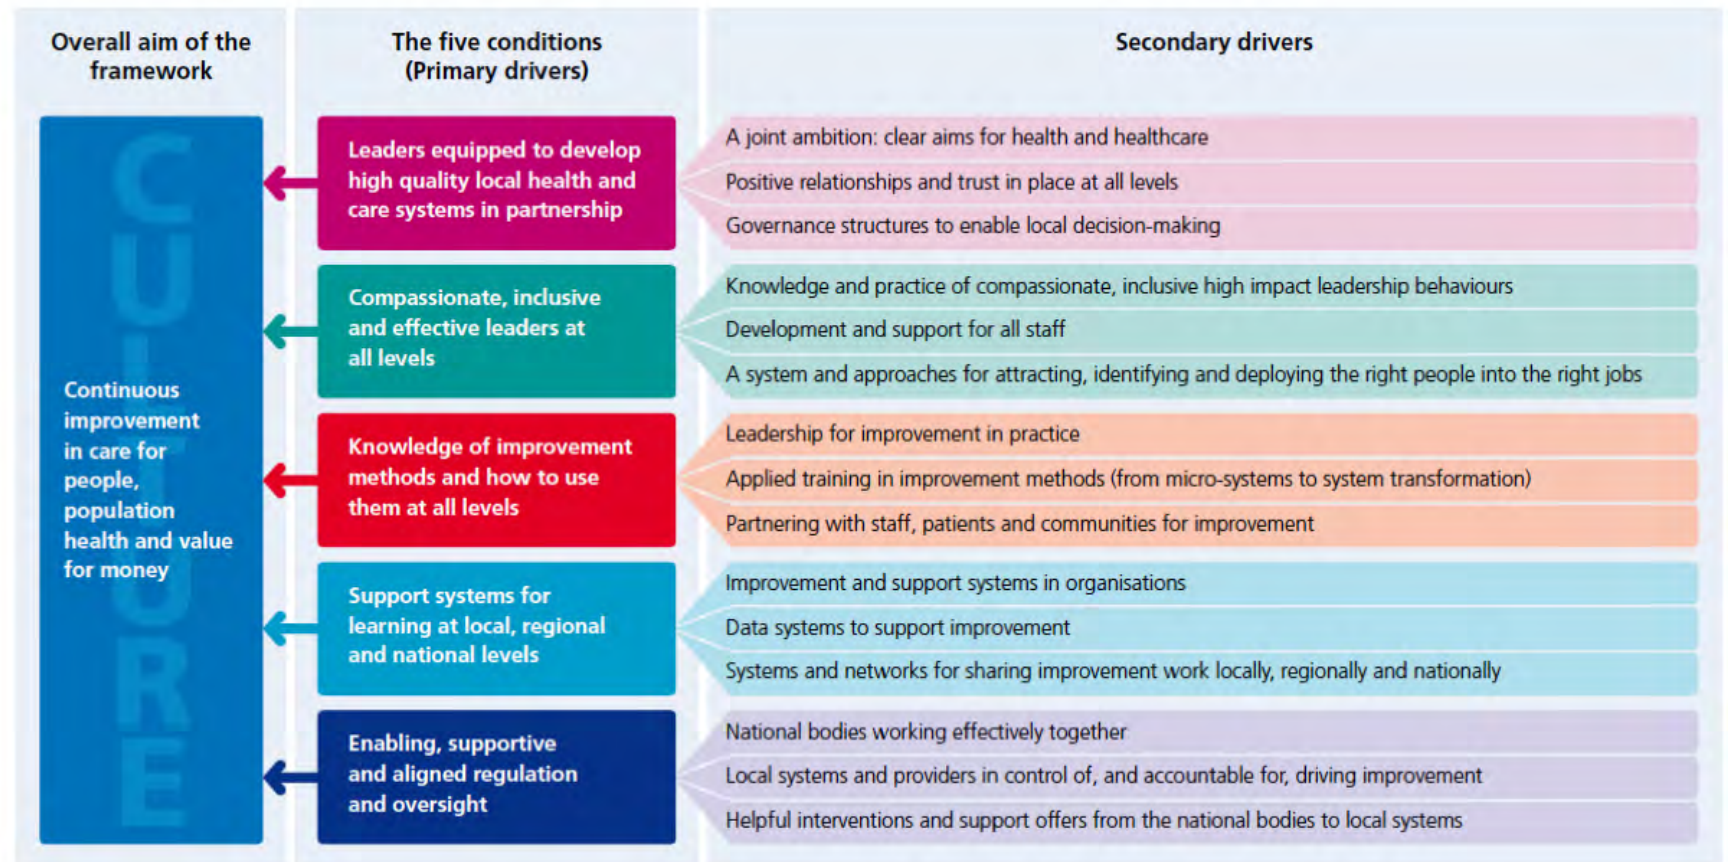 Overall aim of the
framework
The five conditions
(Primary drivers)
Secondary drivers
CULTURE
Continuous
improvement
in care for
people,
population
health and value
for money
Leaders equipped to develop
high quality local health and
care systems in partnership
A joint ambition: clear aims for health and healthcare
Positive relationships and trust in place at all levels
Governance structures to enable local decision-making
Compassionate, inclusive
and effective leaders at
all levels
Knowledge and practice of compassionate, inclusive high impact leadership behaviours
Development and support for all staff
A system and approaches for attracting, identifying and deploying the right people into the right jobs
Knowledge of improvement
methods and how to use
them at all levels
Leadership for improvement in practice
Applied training in improvement methods (from micro-systems to system transformation)
Partnering with staff, patients and communities for improvement
Support systems for
learning at local, regional
and national levels
Improvement and support systems in organisations
Data systems to support improvement
Systems and networks for sharing improvement work locally, regionally and nationally
Enabling, supportive
and aligned regulation
and oversight
National bodies working effectively together
Local systems and providers in control of, and accountable for, driving improvement
Helpful interventions and support offers from the national bodies to local systems